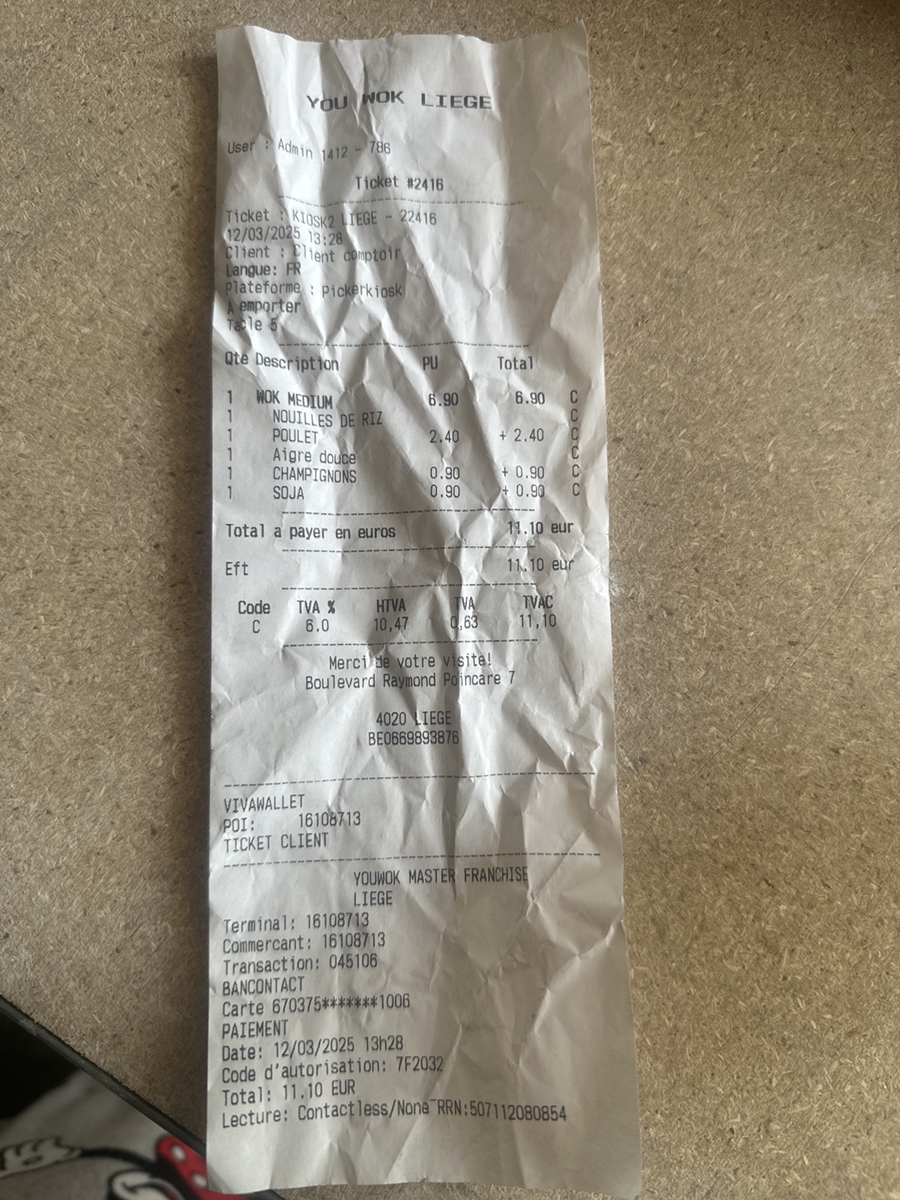 YOU WOK LIEGE
User : Admin 1412 - 786
Ticket #2416
Ticket : KIOSK2 LIEGE - 22416
12/03/2025 13:28
Client : Client comptoir
Langue: FR
Plateforme : Pickerkiosk
A emporter
Table 5
Qte Description PU Total
1 WOK MEDIUM 6.90 6.90 C
1 NOUILLES DE RIZ C
1 POULET 2.40 + 2.40 C
1 Aigre douce C
1 CHAMPIGNONS 0.90 + 0.90 C
1 SOJA 0.90 + 0.90 C
Total a payer en euros 11.10 eur
Eft 11.10 eur
Code TVA % HTVA TVA TVAC
C 6.0 10,47 0,63 11,10
Merci de votre visite!
Boulevard Raymond Poincare 7
4020 LIEGE
BE0669893876
VIVAWALLET
POI: 16108713
TICKET CLIENT
YOUWOK MASTER FRANCHISE
LIEGE
Terminal: 16108713
Commercant: 16108713
Transaction: 045106
BANCONTACT
Carte 670375*******1006
PAIEMENT
Date: 12/03/2025 13h28
Code d'autorisation: 7F2032
Total: 11.10 EUR
Lecture: Contactless/None~RRN:507112080854